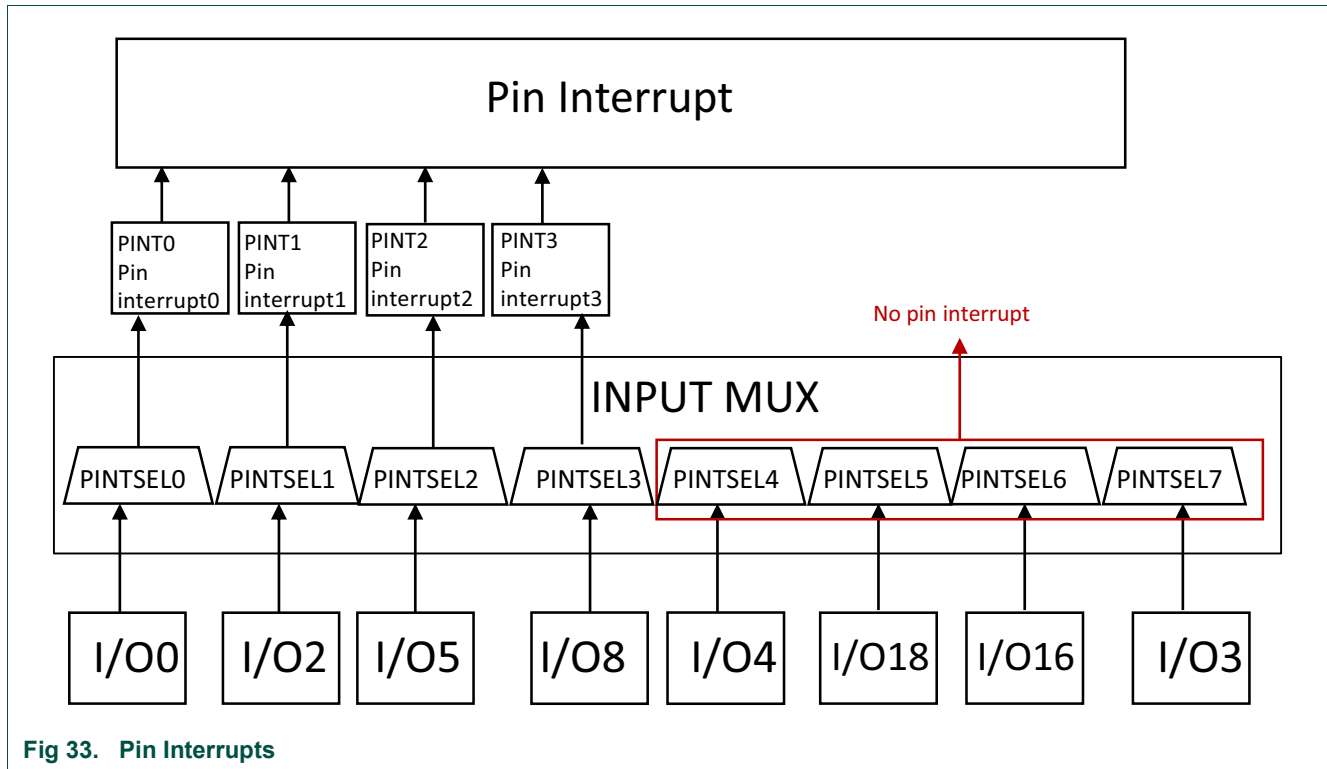 Pin Interrupt
PINT0
Pin
interrupt0
PINT1
Pin
interrupt1
PINT2
Pin
interrupt2
PINT3
Pin
interrupt3
No pin interrupt
INPUT MUX
PINTSEL0
PINTSEL1
PINTSEL2
PINTSEL3
PINTSEL4
PINTSEL5
PINTSEL6
PINTSEL7
I/O0
I/O2
I/O5
I/O8
I/O4
I/O18
I/O16
I/O3
Fig 33. Pin Interrupts